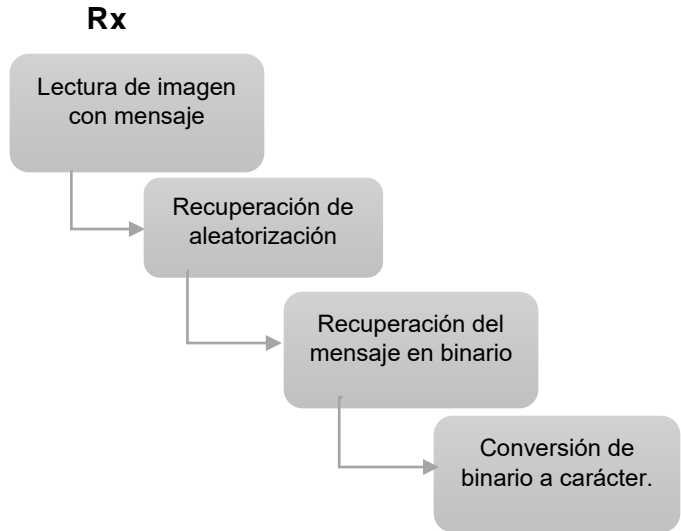 Rx
Lectura de imagen
con mensaje
Recuperación de
aleatorización
Recuperación del
mensaje en binario
Conversión de
binario a carácter.